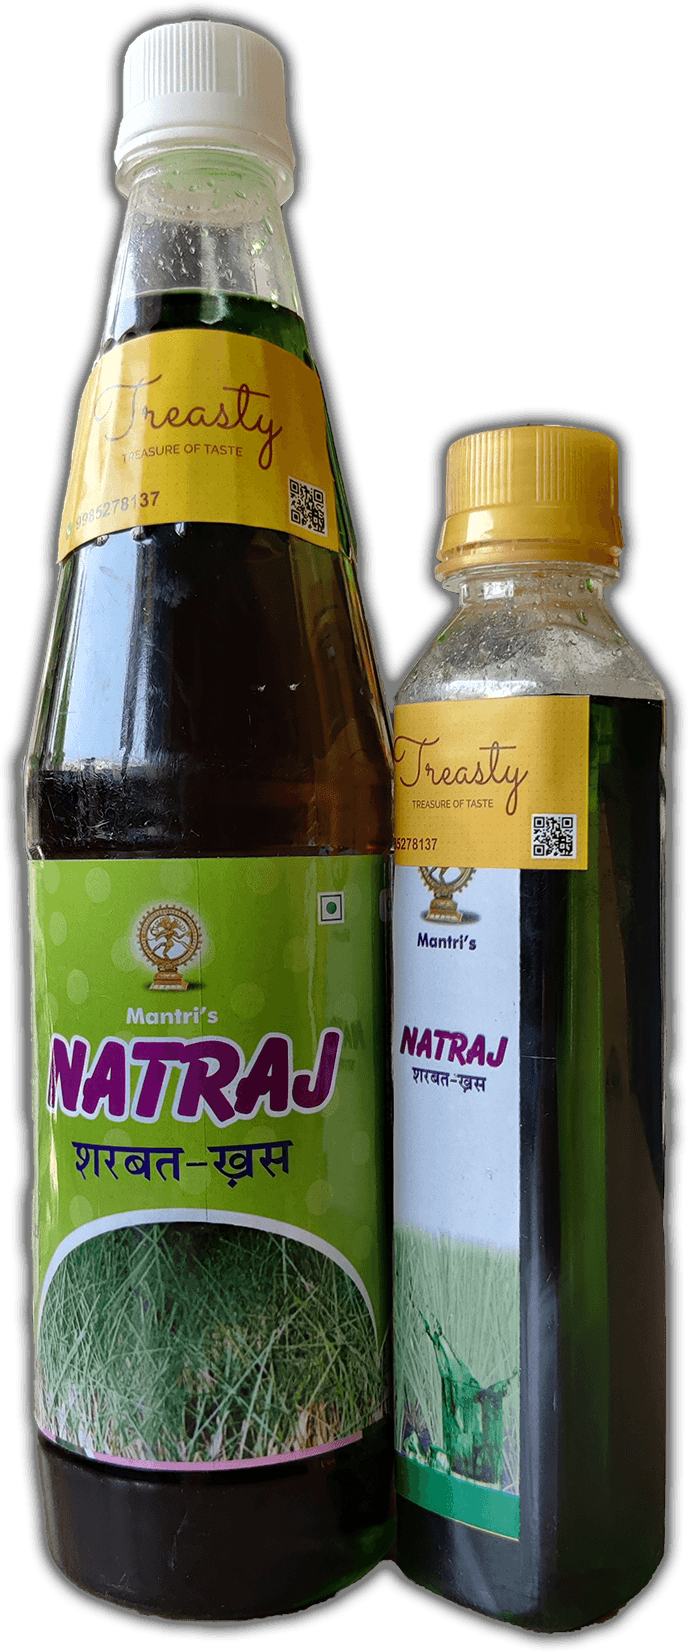 Treasty
TREASURE OF TASTE
9985278137
Mantri's
NATRAJ
शरबत-ख़स
Treasty
TREASURE OF TASTE
85278137
Mantri's
NATRAJ
शरबत-ख़स